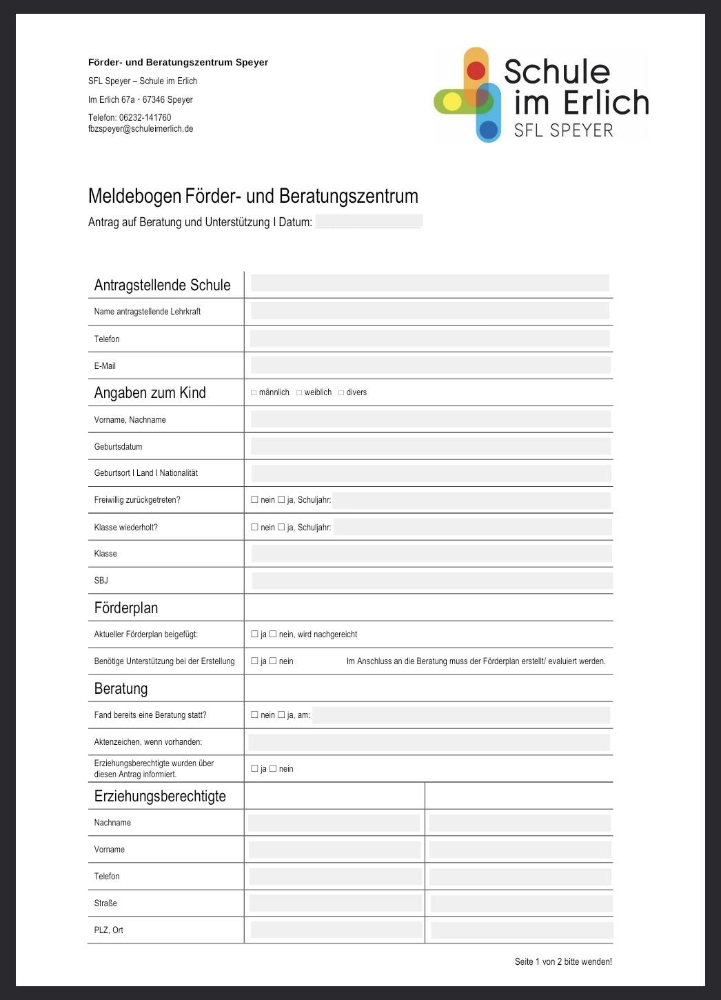 Förder- und Beratungszentrum Speyer
SFL Speyer – Schule im Erlich
Im Erlich 67a · 67346 Speyer
Telefon: 06232-141760
fbzspeyer@schuleimerlich.de
Schule
im Erlich
SFL SPEYER
Meldebogen Förder- und Beratungszentrum
Antrag auf Beratung und Unterstützung I Datum:
Antragstellende Schule
Name antragstellende Lehrkraft
Telefon
E-Mail
Angaben zum Kind □ männlich □ weiblich □ divers
Vorname, Nachname
Geburtsdatum
Geburtsort I Land I Nationalität
Freiwillig zurückgetreten? ☐ nein ☐ ja, Schuljahr:
Klasse wiederholt? ☐ nein ☐ ja, Schuljahr:
Klasse
SBJ
Förderplan
Aktueller Förderplan beigefügt: ☐ ja ☐ nein, wird nachgereicht
Benötige Unterstützung bei der Erstellung ☐ ja ☐ nein Im Anschluss an die Beratung muss der Förderplan erstellt/ evaluiert werden.
Beratung
Fand bereits eine Beratung statt? ☐ nein ☐ ja, am:
Aktenzeichen, wenn vorhanden:
Erziehungsberechtigte wurden über
diesen Antrag informiert. ☐ ja ☐ nein
Erziehungsberechtigte
Nachname
Vorname
Telefon
Straße
PLZ, Ort
Seite 1 von 2 bitte wenden!